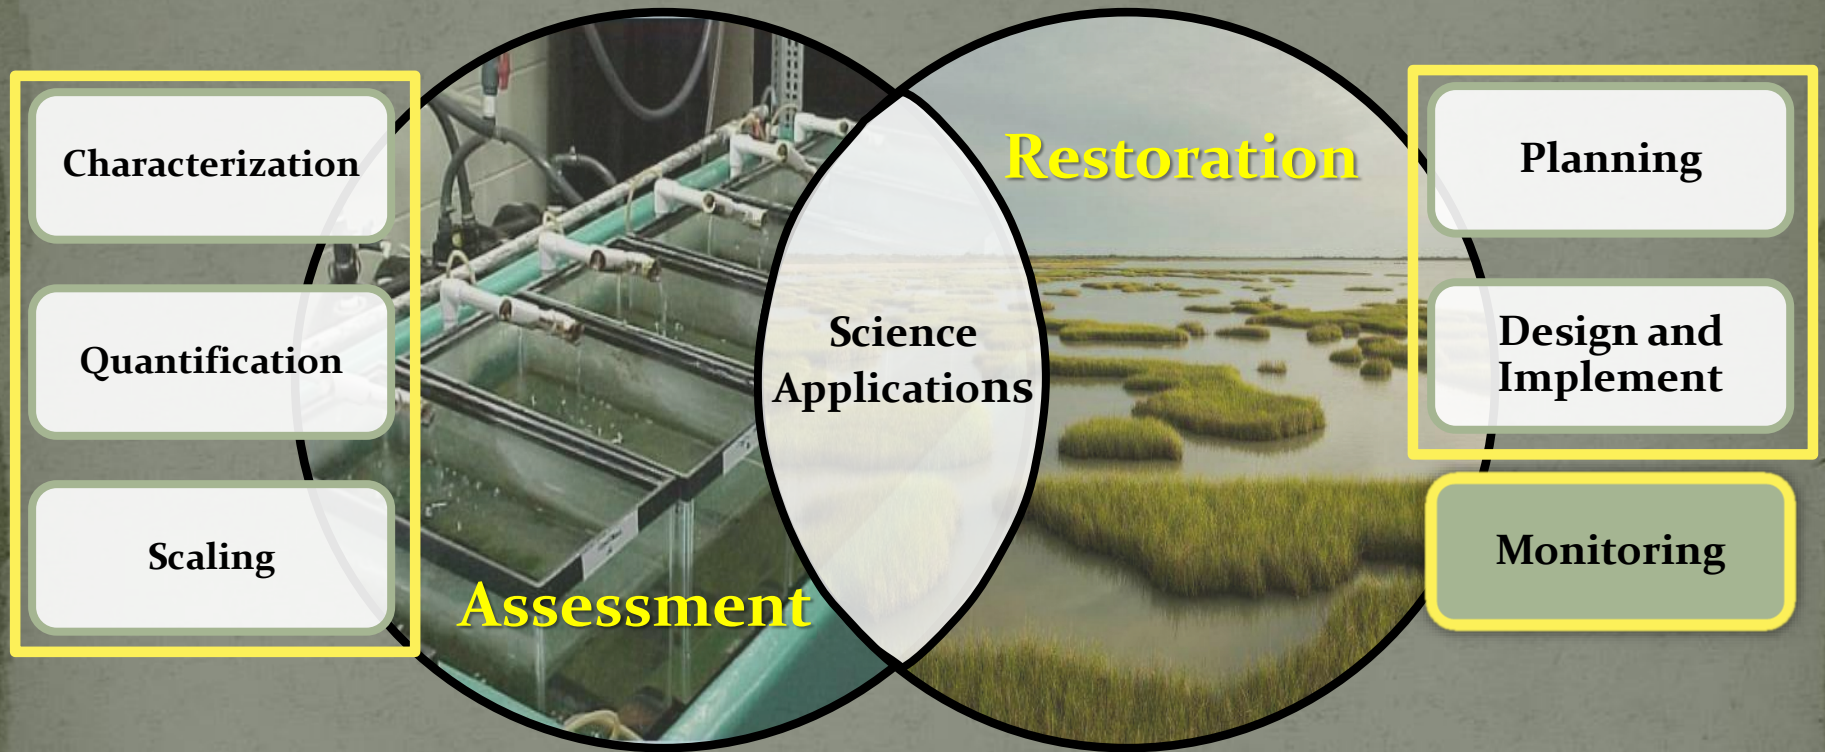 Characterization
Quantification
Scaling
Assessment
Science
Applications
Restoration
Planning
Design and
Implement
Monitoring